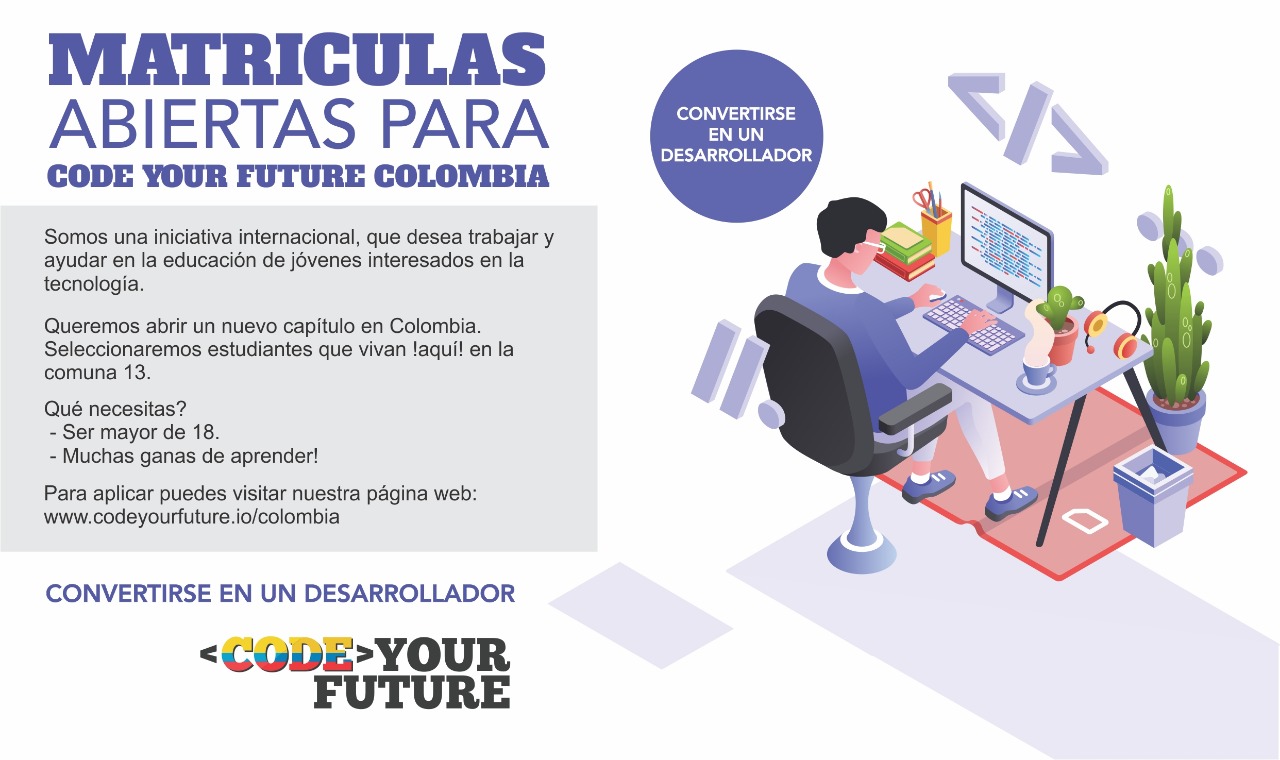 MATRICULAS
ABIERTAS PARA
CODE YOUR FUTURE COLOMBIA
Somos una iniciativa internacional, que desea trabajar y
ayudar en la educación de jóvenes interesados en la
tecnología.
Queremos abrir un nuevo capítulo en Colombia.
Seleccionaremos estudiantes que vivan !aquí! en la
comuna 13.
Qué necesitas?
- Ser mayor de 18.
- Muchas ganas de aprender!
Para aplicar puedes visitar nuestra página web:
www.codeyourfuture.io/colombia
CONVERTIRSE EN UN DESARROLLADOR
<CODE>YOUR
FUTURE
CONVERTIRSE
EN UN
DESARROLLADOR
</>